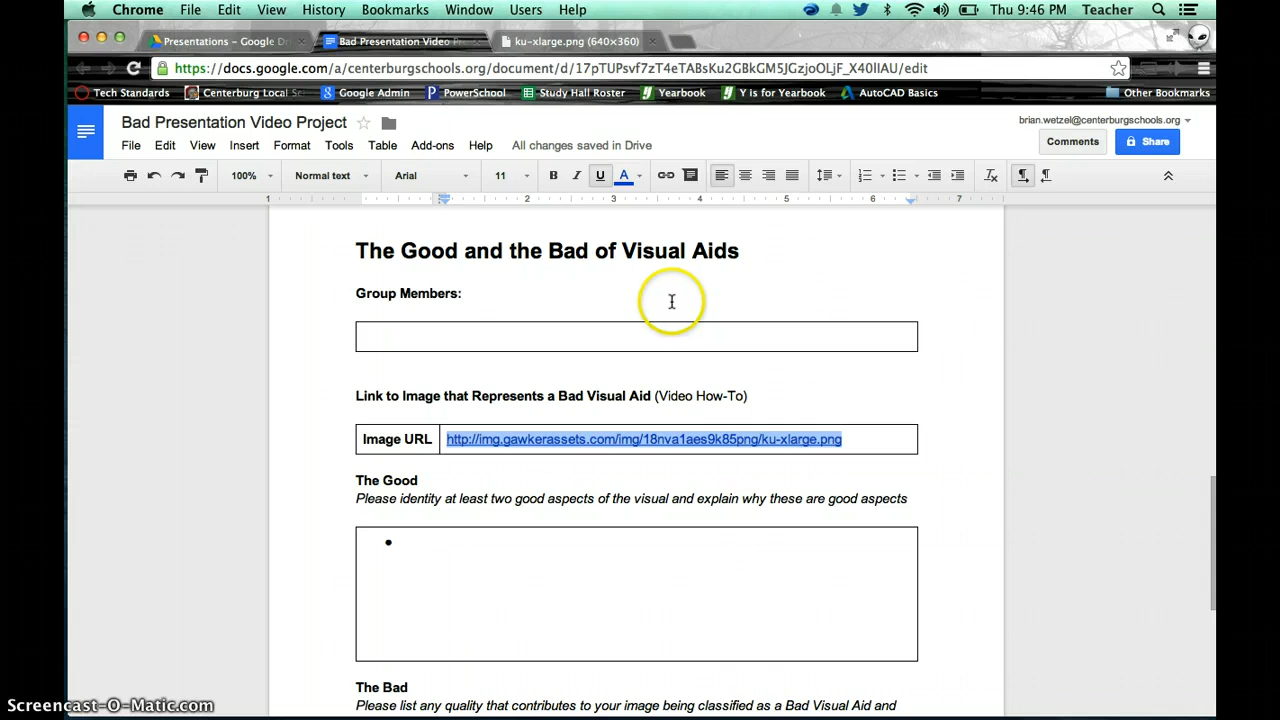 Chrome File Edit View History Bookmarks Window Users Help Thu 9:46 PM Teacher
Presentations – Google D Bad Presentation Video P ku-xlarge.png (640×360)
https://docs.google.com/a/centerburgschools.org/document/d/17pTUPsvf7zT4eTABsKu2GBkGM5JGzjoOLjF_X40llAU/edit
Tech Standards Centerburg Local Sc Google Admin PowerSchool Study Hall Roster Yearbook Y is for Yearbook AutoCAD Basics Other Bookmarks
Bad Presentation Video Project brian.wetzel@centerburgschools.org
File Edit View Insert Format Tools Table Add-ons Help All changes saved in Drive Comments Share
100% Normal text Arial 11 B I U A
1 2 3 4 5 6 7
The Good and the Bad of Visual Aids
Group Members:
Link to Image that Represents a Bad Visual Aid (Video How-To)
Image URL http://img.gawkerassets.com/img/18nva1aes9k85png/ku-xlarge.png
The Good
Please identity at least two good aspects of the visual and explain why these are good aspects
The Bad
Please list any quality that contributes to your image being classified as a Bad Visual Aid and
Screencast-O-Matic.com